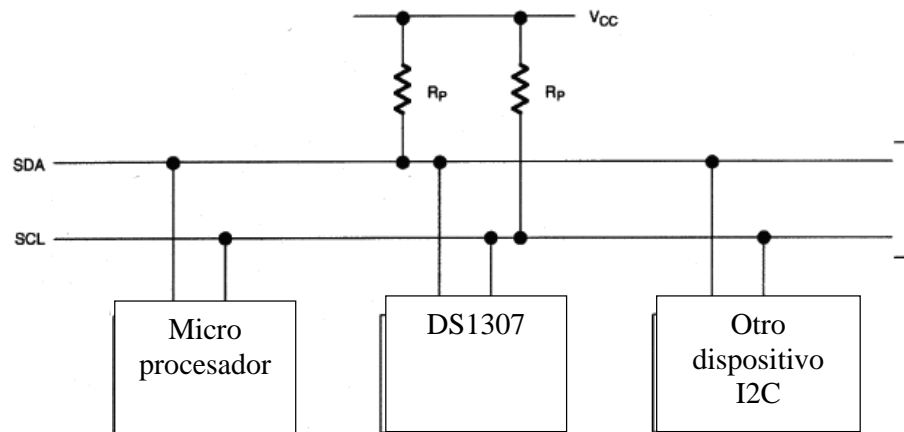 VCC
RP
RP
SDA
SCL
Micro
procesador
DS1307
Otro
dispositivo
I2C